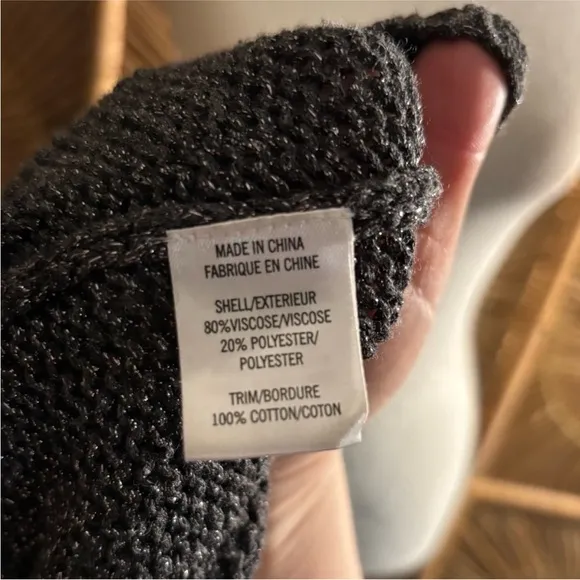 MADE IN CHINA
FABRIQUE EN CHINE
SHELL/EXTERIEUR
80%VISCOSE/VISCOSE
20% POLYESTER/
POLYESTER
TRIM/BORDURE
100% COTTON/COTON